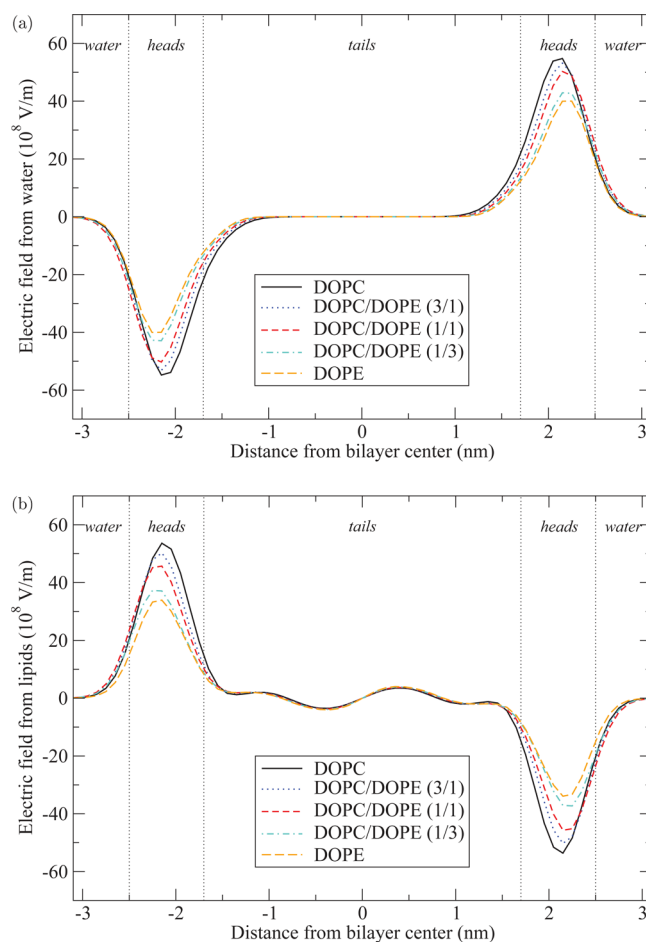 (a)
water heads tails heads water
60
40
20
0
-20
-40
-60
Electric field from water (10⁸ V/m)
DOPC
DOPC/DOPE (3/1)
DOPC/DOPE (1/1)
DOPC/DOPE (1/3)
DOPE
-3 -2 -1 0 1 2 3
Distance from bilayer center (nm)
(b)
water heads tails heads water
60
40
20
0
-20
-40
-60
Electric field from lipids (10⁸ V/m)
DOPC
DOPC/DOPE (3/1)
DOPC/DOPE (1/1)
DOPC/DOPE (1/3)
DOPE
-3 -2 -1 0 1 2 3
Distance from bilayer center (nm)